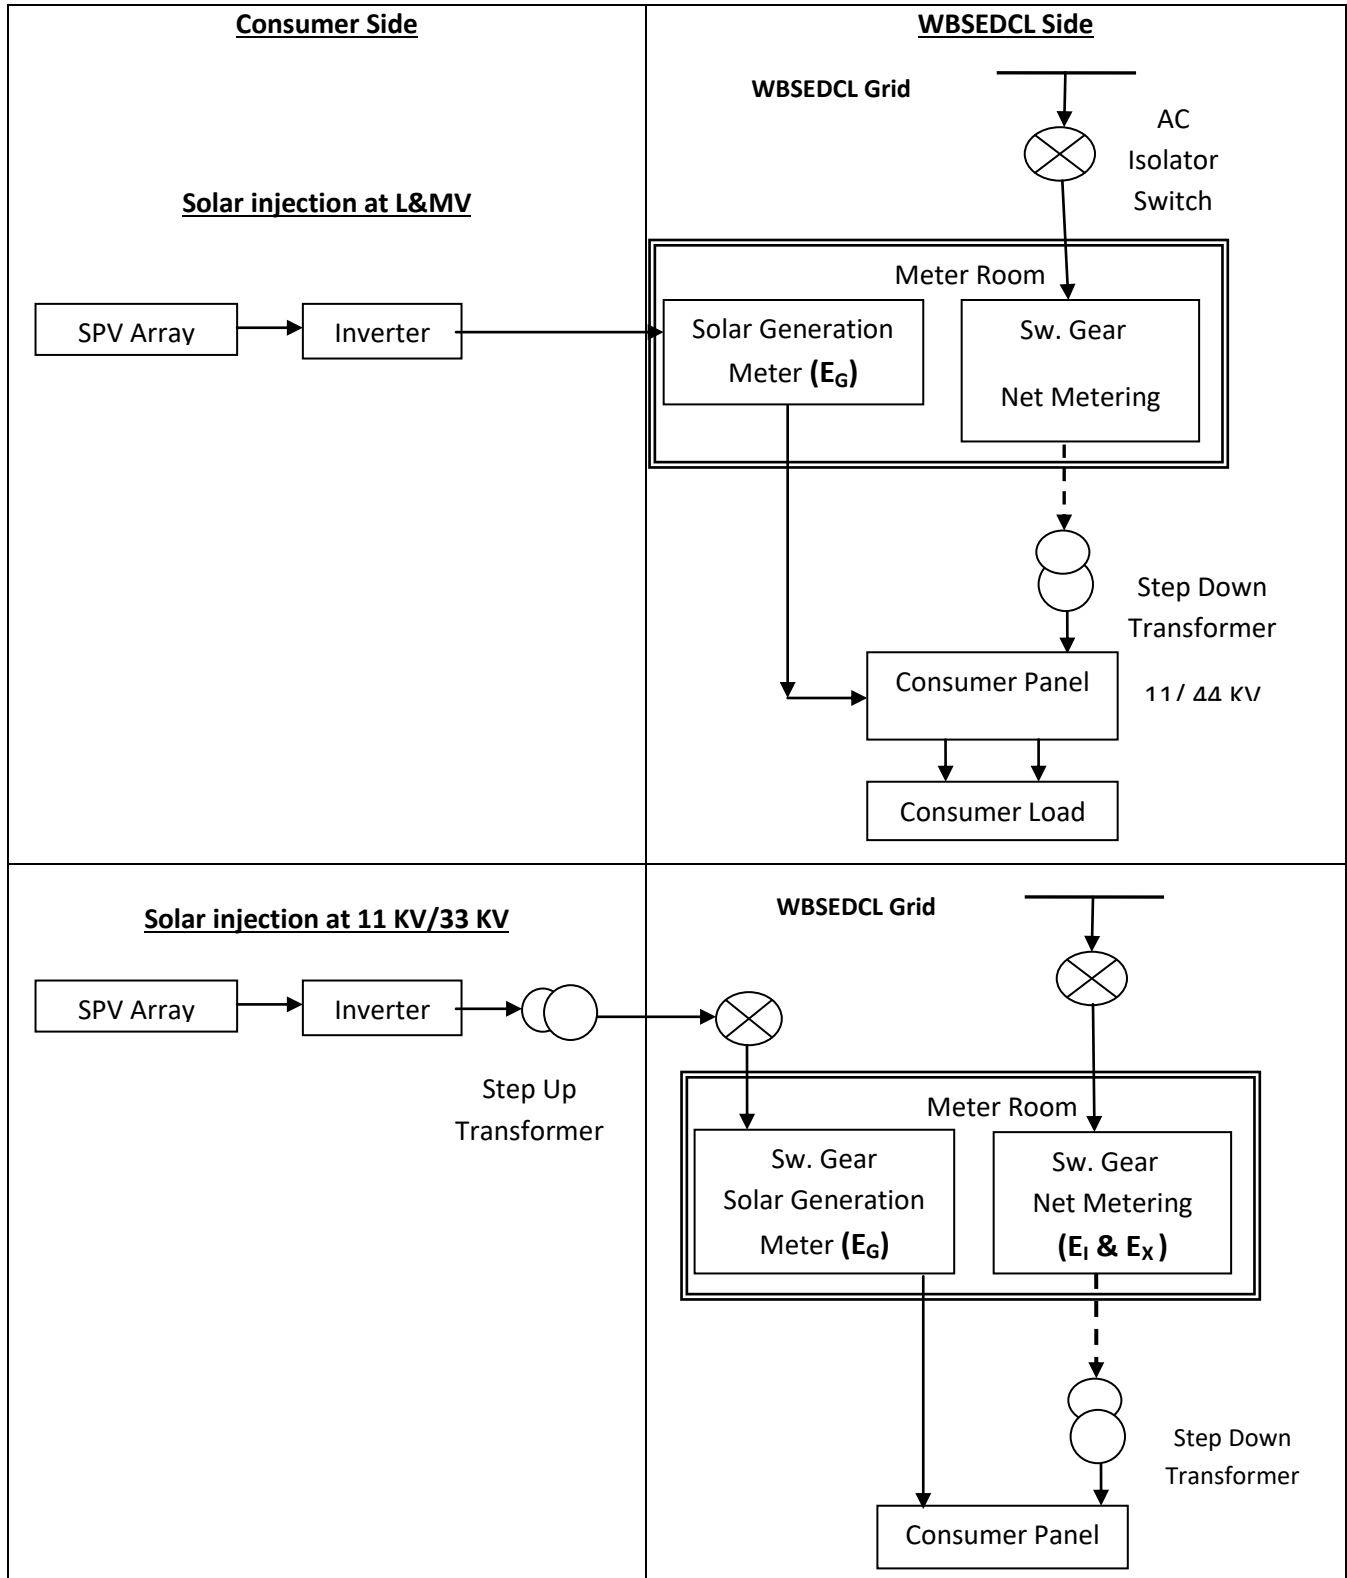 Consumer Side
WBSEDCL Side
WBSEDCL Grid
AC
Isolator
Switch
Solar injection at L&MV
Meter Room
SPV Array
Inverter
Solar Generation
Meter (EG)
Sw. Gear
Net Metering
Step Down
Transformer
11/ 44 KV
Consumer Panel
Consumer Load
Solar injection at 11 KV/33 KV
WBSEDCL Grid
SPV Array
Inverter
Step Up
Transformer
Meter Room
Sw. Gear
Solar Generation
Meter (EG)
Sw. Gear
Net Metering
(EI & EX )
Step Down
Transformer
Consumer Panel